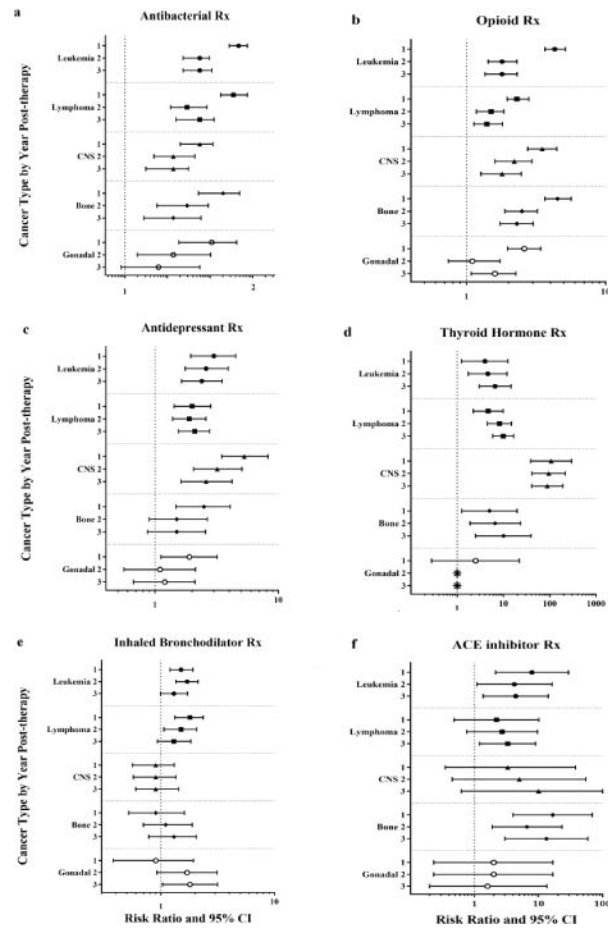 a
Antibacterial Rx
Cancer Type by Year Post-therapy
1
Leukemia 2
3
1
Lymphoma 2
3
1
CNS 2
3
1
Bone 2
3
1
Gonadal 2
3
1 2
b
Opioid Rx
1
Leukemia 2
3
1
Lymphoma 2
3
1
CNS 2
3
1
Bone 2
3
1
Gonadal 2
3
1 10
c
Antidepressant Rx
Cancer Type by Year Post-therapy
1
Leukemia 2
3
1
Lymphoma 2
3
1
CNS 2
3
1
Bone 2
3
1
Gonadal 2
3
1 10
d
Thyroid Hormone Rx
1
Leukemia 2
3
1
Lymphoma 2
3
1
CNS 2
3
1
Bone 2
3
1
Gonadal 2
3
1 10 100 1000
e
Inhaled Bronchodilator Rx
Cancer Type by Year Post-therapy
1
Leukemia 2
3
1
Lymphoma 2
3
1
CNS 2
3
1
Bone 2
3
1
Gonadal 2
3
1 10
Risk Ratio and 95% CI
f
ACE inhibitor Rx
1
Leukemia 2
3
1
Lymphoma 2
3
1
CNS 2
3
1
Bone 2
3
1
Gonadal 2
3
1 10 100
Risk Ratio and 95% CI